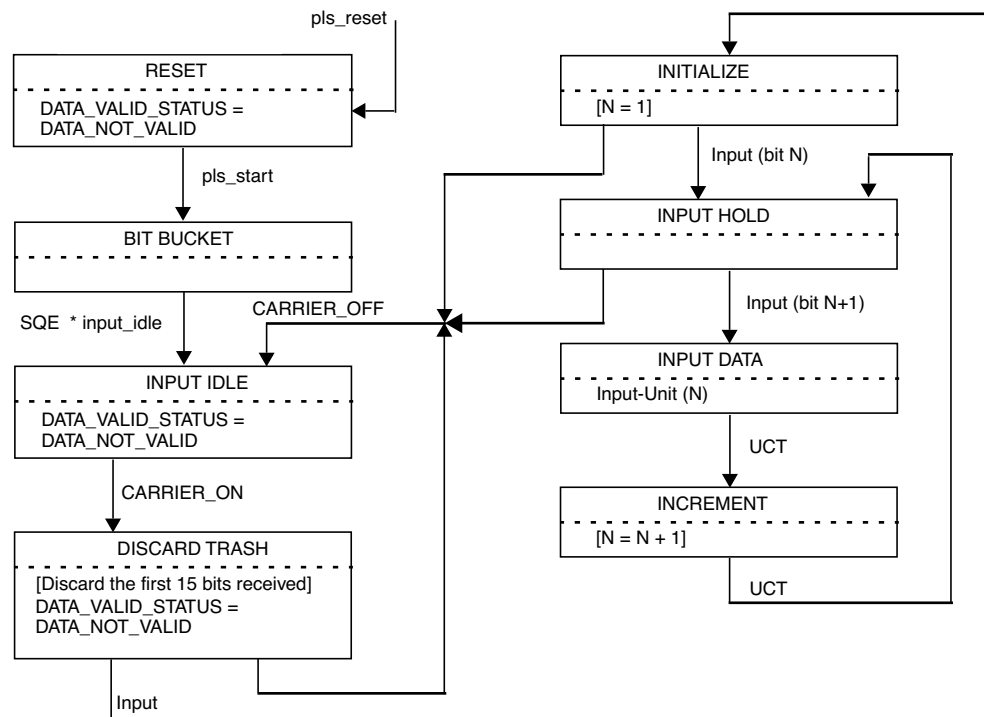 pls_reset
RESET
DATA_VALID_STATUS =
DATA_NOT_VALID
pls_start
BIT BUCKET
SQE * input_idle
CARRIER_OFF
INPUT IDLE
DATA_VALID_STATUS =
DATA_NOT_VALID
CARRIER_ON
DISCARD TRASH
[Discard the first 15 bits received]
DATA_VALID_STATUS =
DATA_NOT_VALID
Input
INITIALIZE
[N = 1]
Input (bit N)
INPUT HOLD
Input (bit N+1)
INPUT DATA
Input-Unit (N)
UCT
INCREMENT
[N = N + 1]
UCT